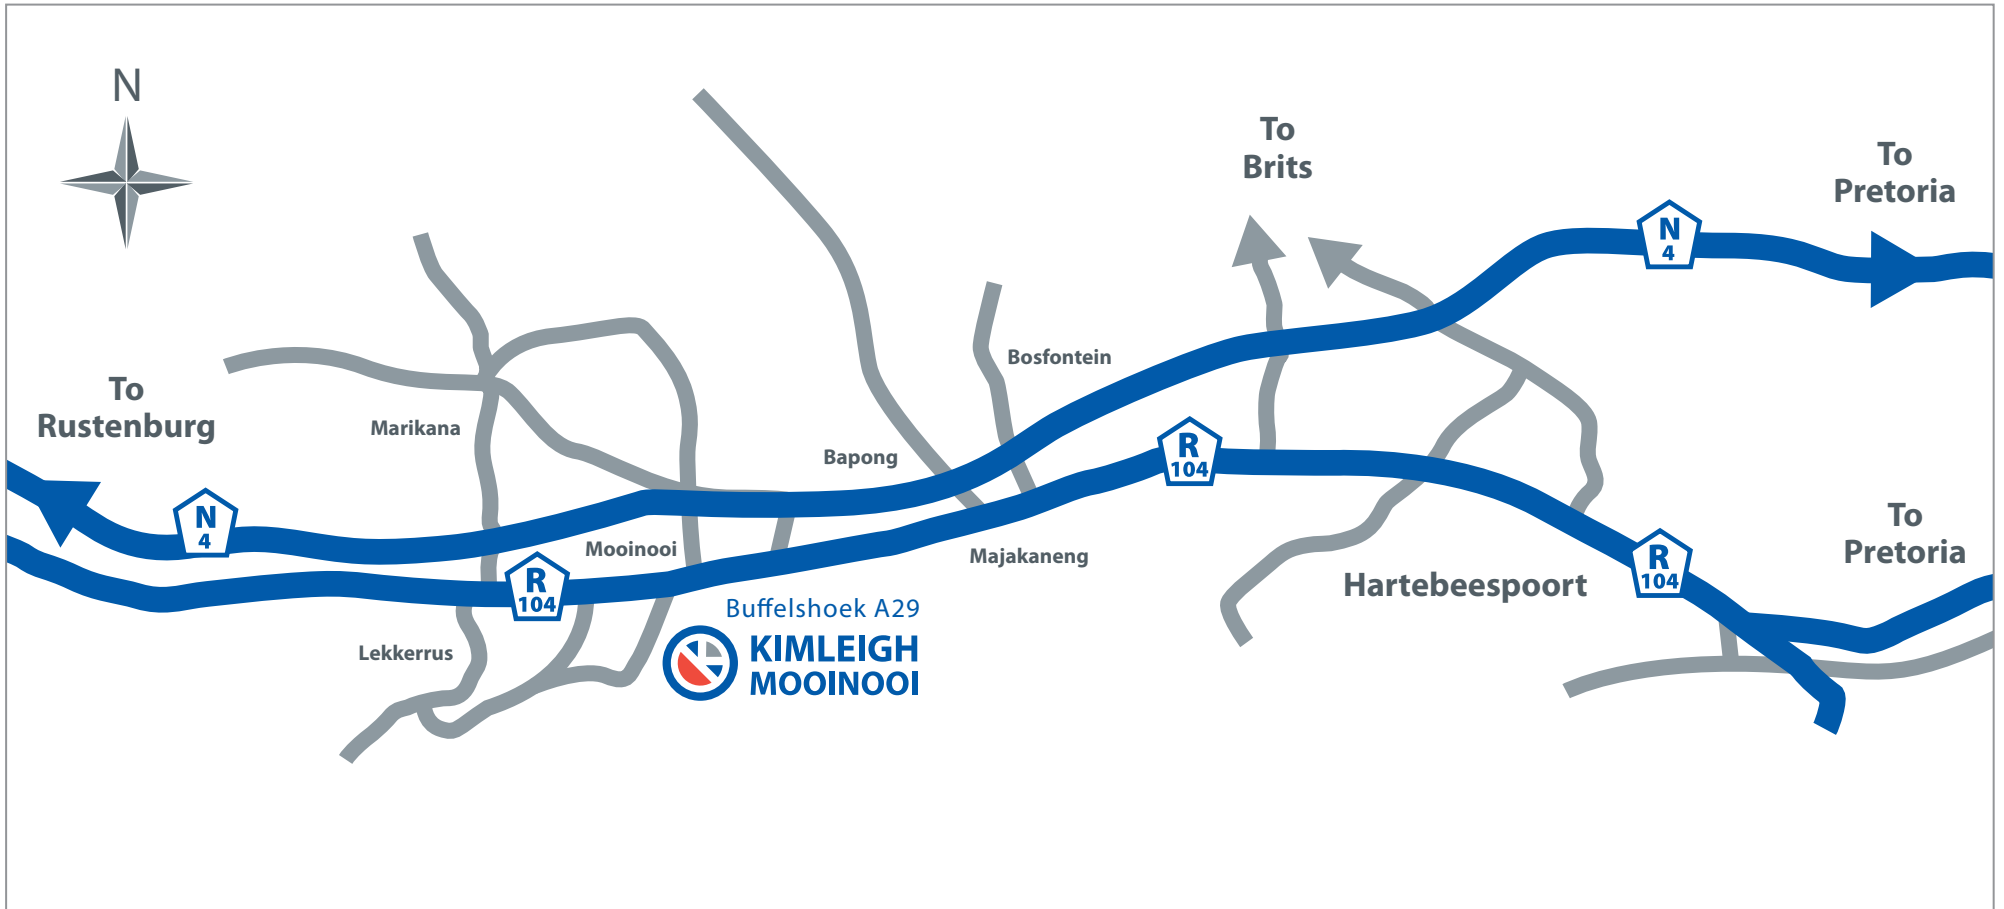 N
To
Brits
To
Pretoria
N
4
Bosfontein
To
Rustenburg
Marikana
Bapong
R
104
N
4
Mooinooi
Majakaneng
To
Pretoria
R
104
R
104
Hartebeespoort
Buffelshoek A29
KIMLEIGH
MOOINOOI
Lekkerrus